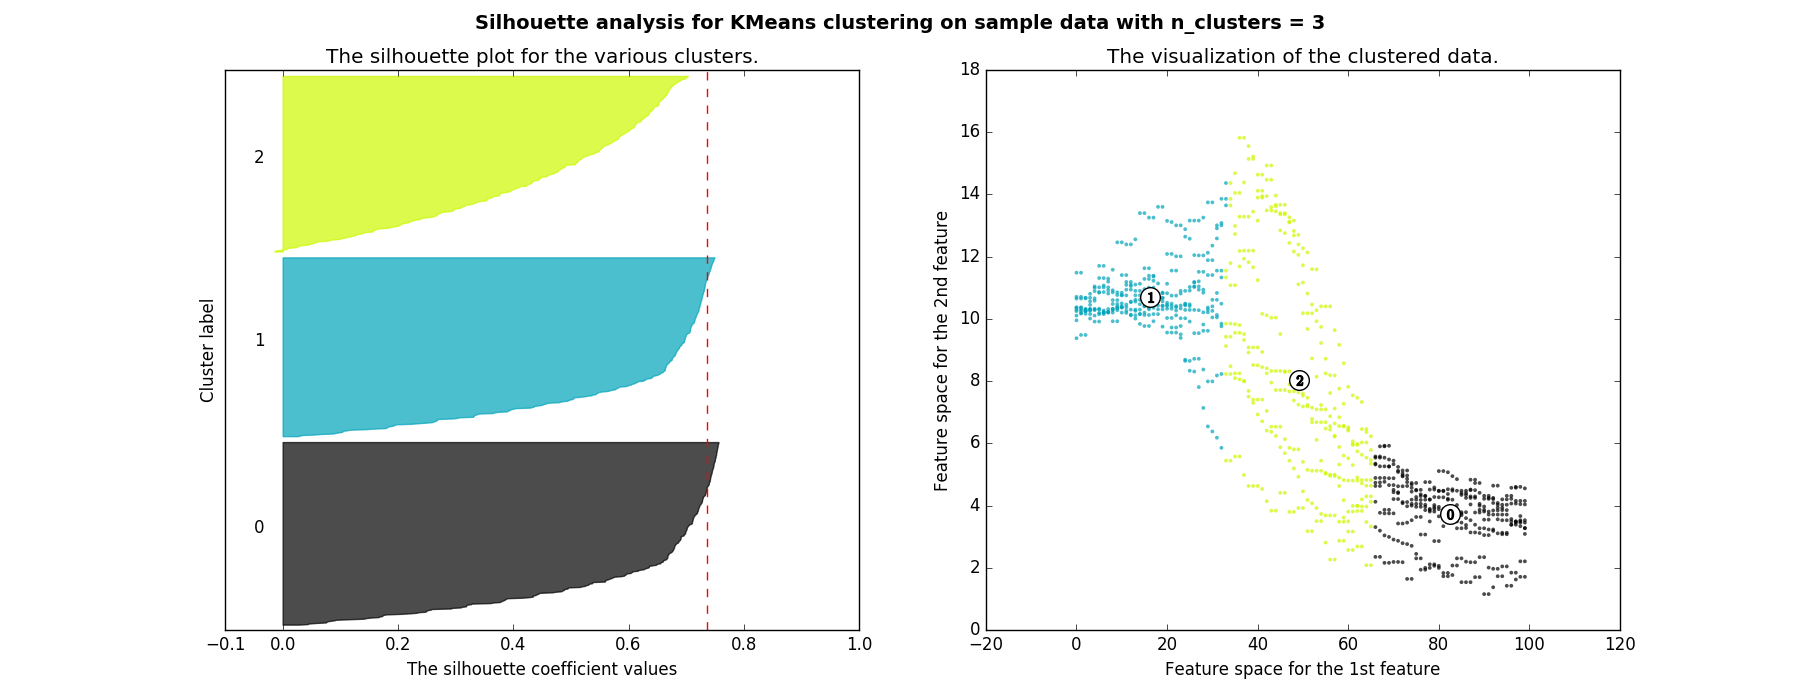 Silhouette analysis for KMeans clustering on sample data with n_clusters = 3
The silhouette plot for the various clusters.
Cluster label
2
1
0
−0.1 0.0 0.2 0.4 0.6 0.8 1.0
The silhouette coefficient values
The visualization of the clustered data.
Feature space for the 2nd feature
18
16
14
12
10
8
6
4
2
0
1
2
0
−20 0 20 40 60 80 100 120
Feature space for the 1st feature